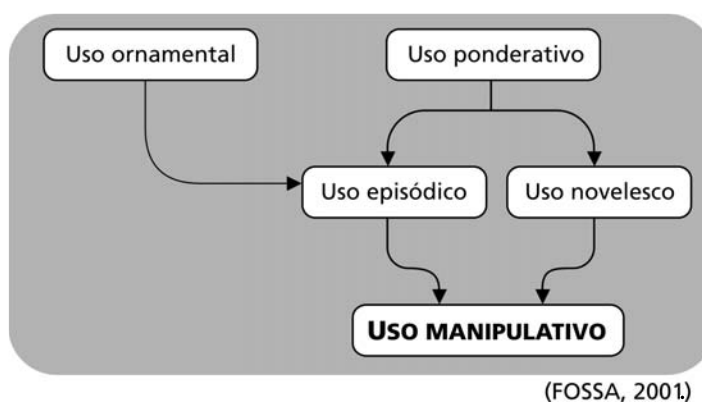 Uso ornamental
Uso ponderativo
Uso episódico
Uso novelesco
USO MANIPULATIVO
(FOSSA, 2001.)